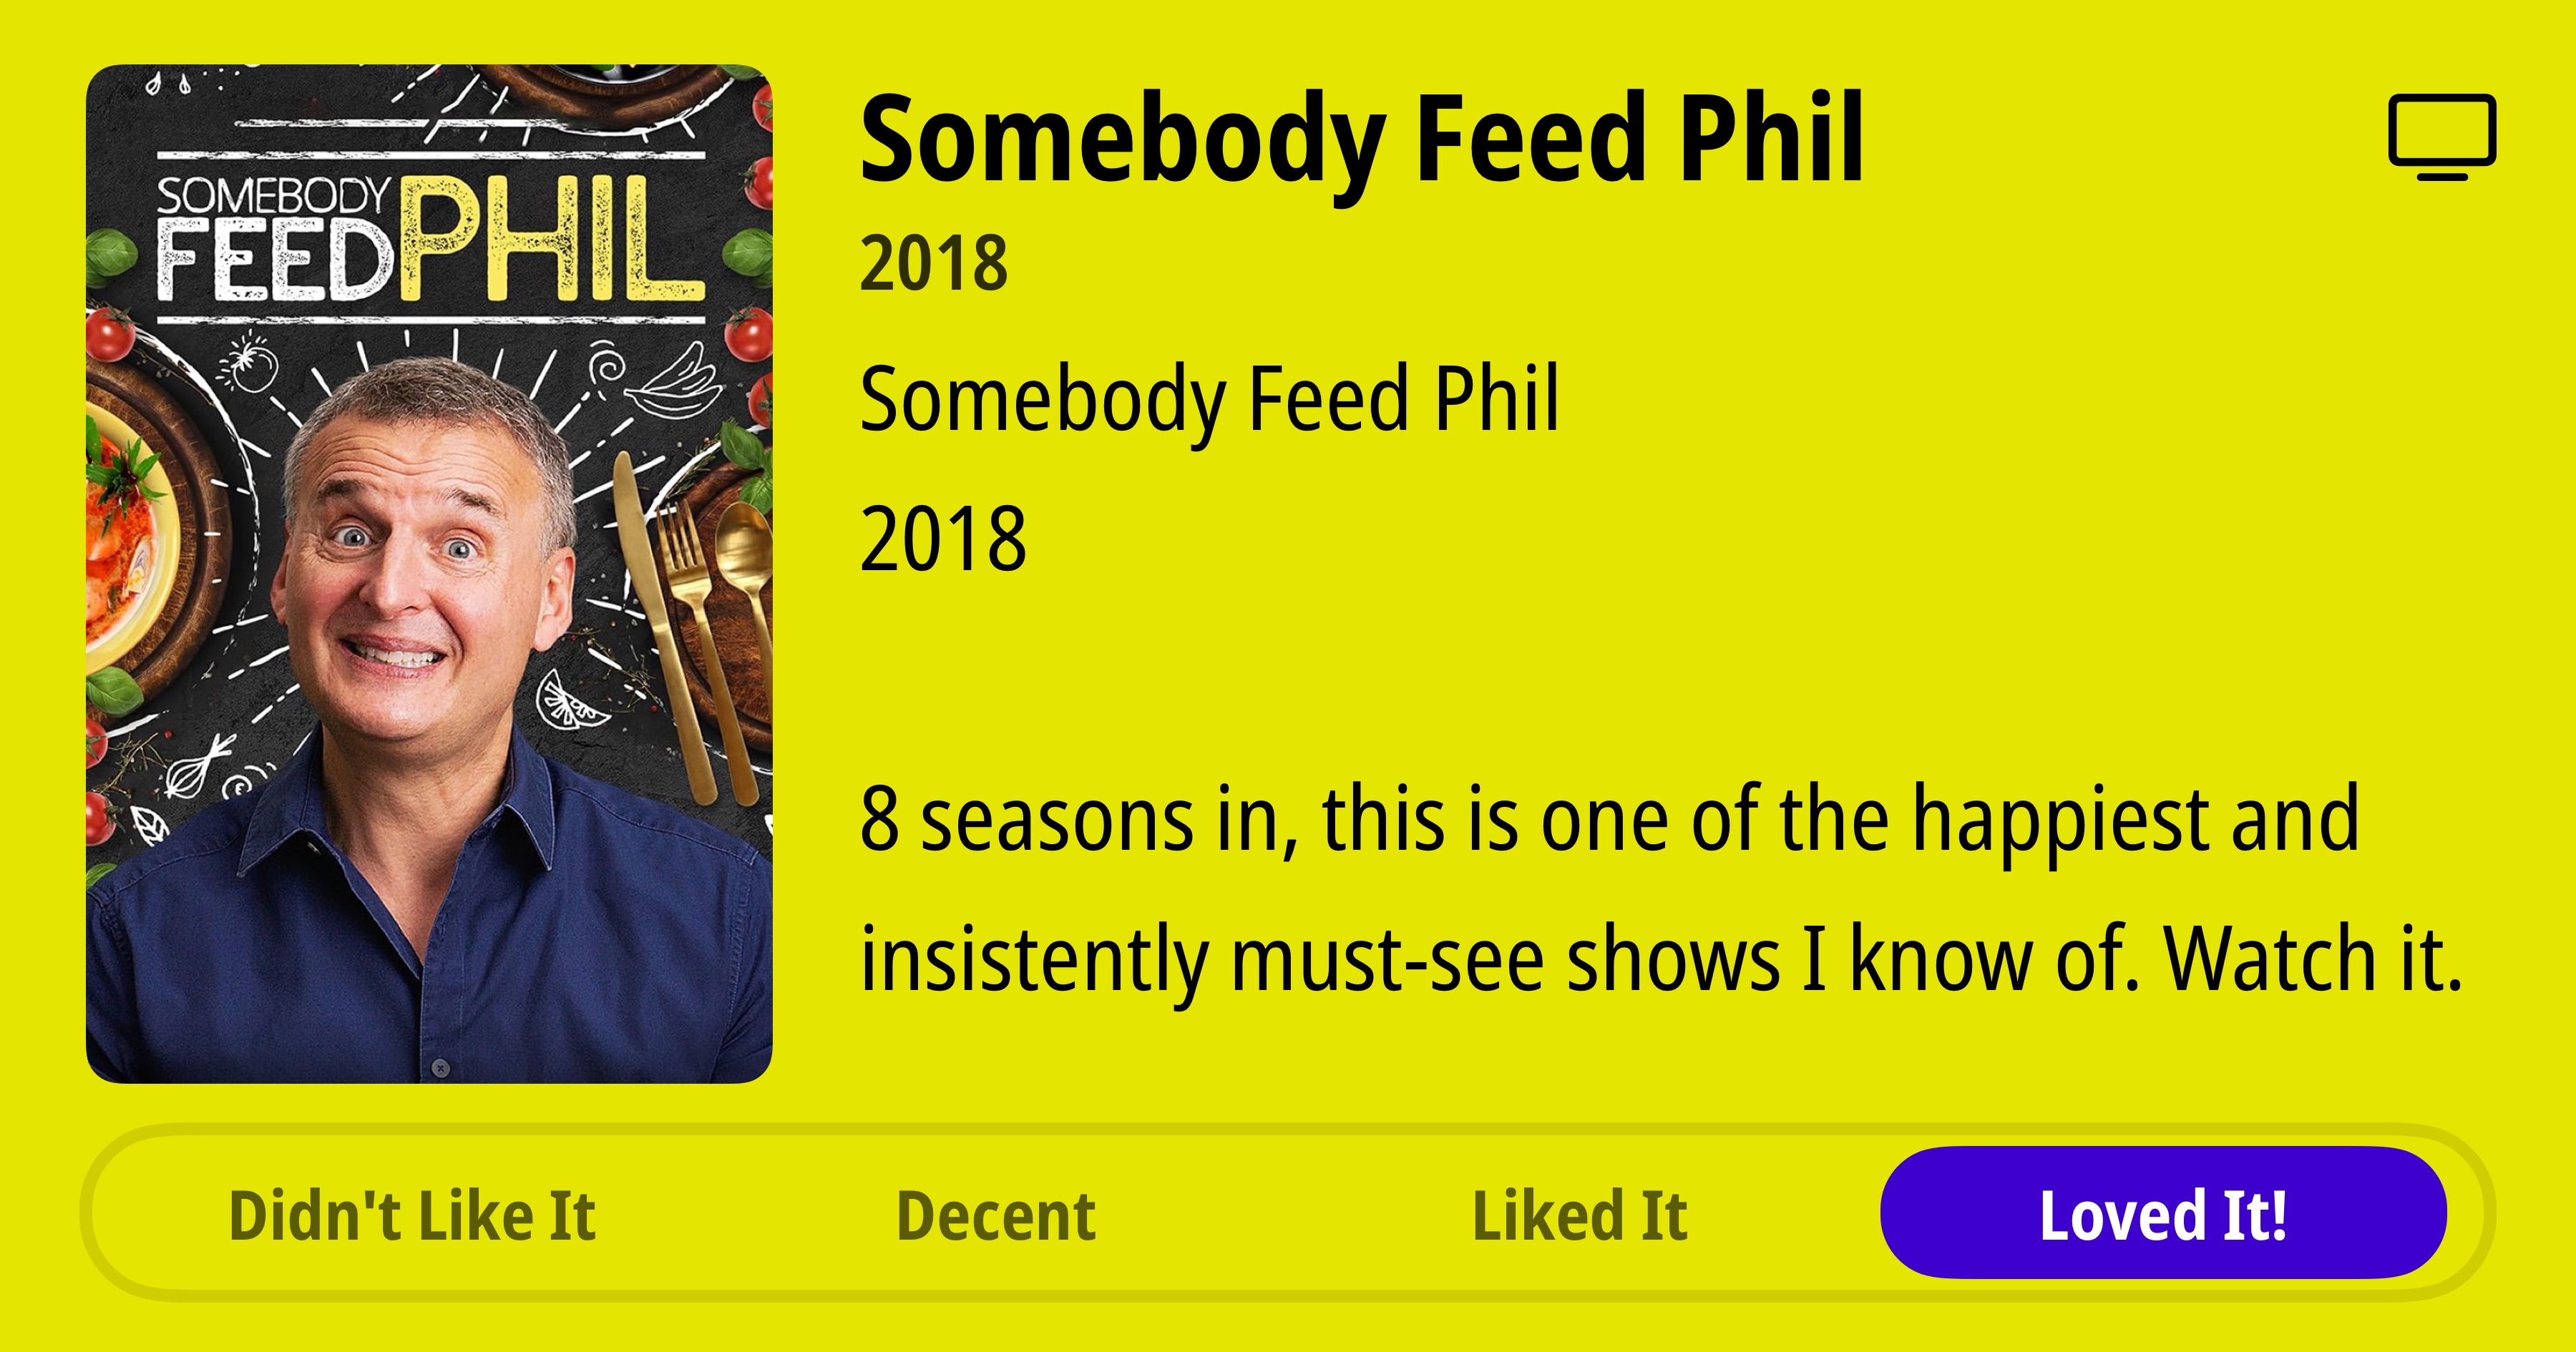 SOMEBODY
FEED PHIL
Somebody Feed Phil
2018
Somebody Feed Phil
2018
8 seasons in, this is one of the happiest and
insistently must-see shows I know of. Watch it.
Didn't Like It Decent Liked It Loved It!